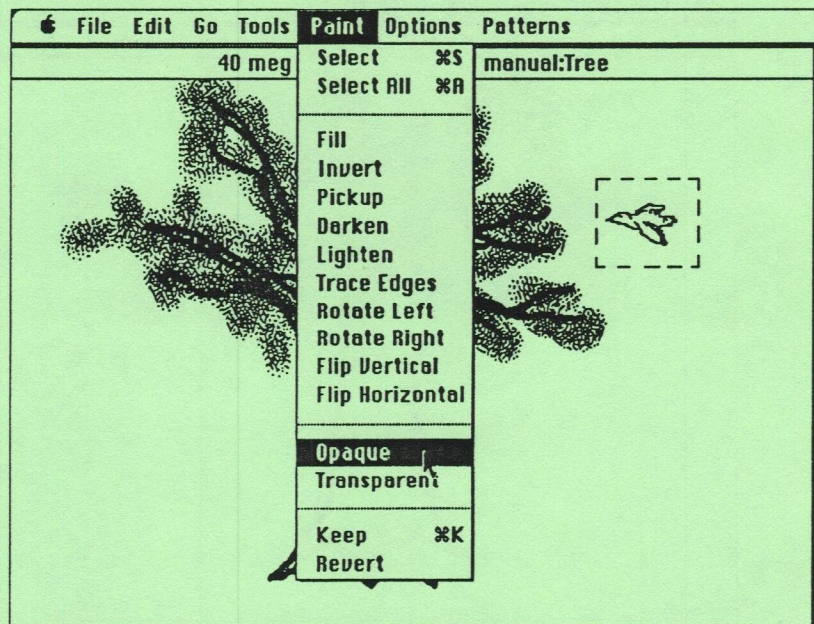 File Edit Go Tools Paint Options Patterns
40 meg manual:Tree
Select ⌘S
Select All ⌘A
Fill
Invert
Pickup
Darken
Lighten
Trace Edges
Rotate Left
Rotate Right
Flip Vertical
Flip Horizontal
Opaque
Transparent
Keep ⌘K
Revert